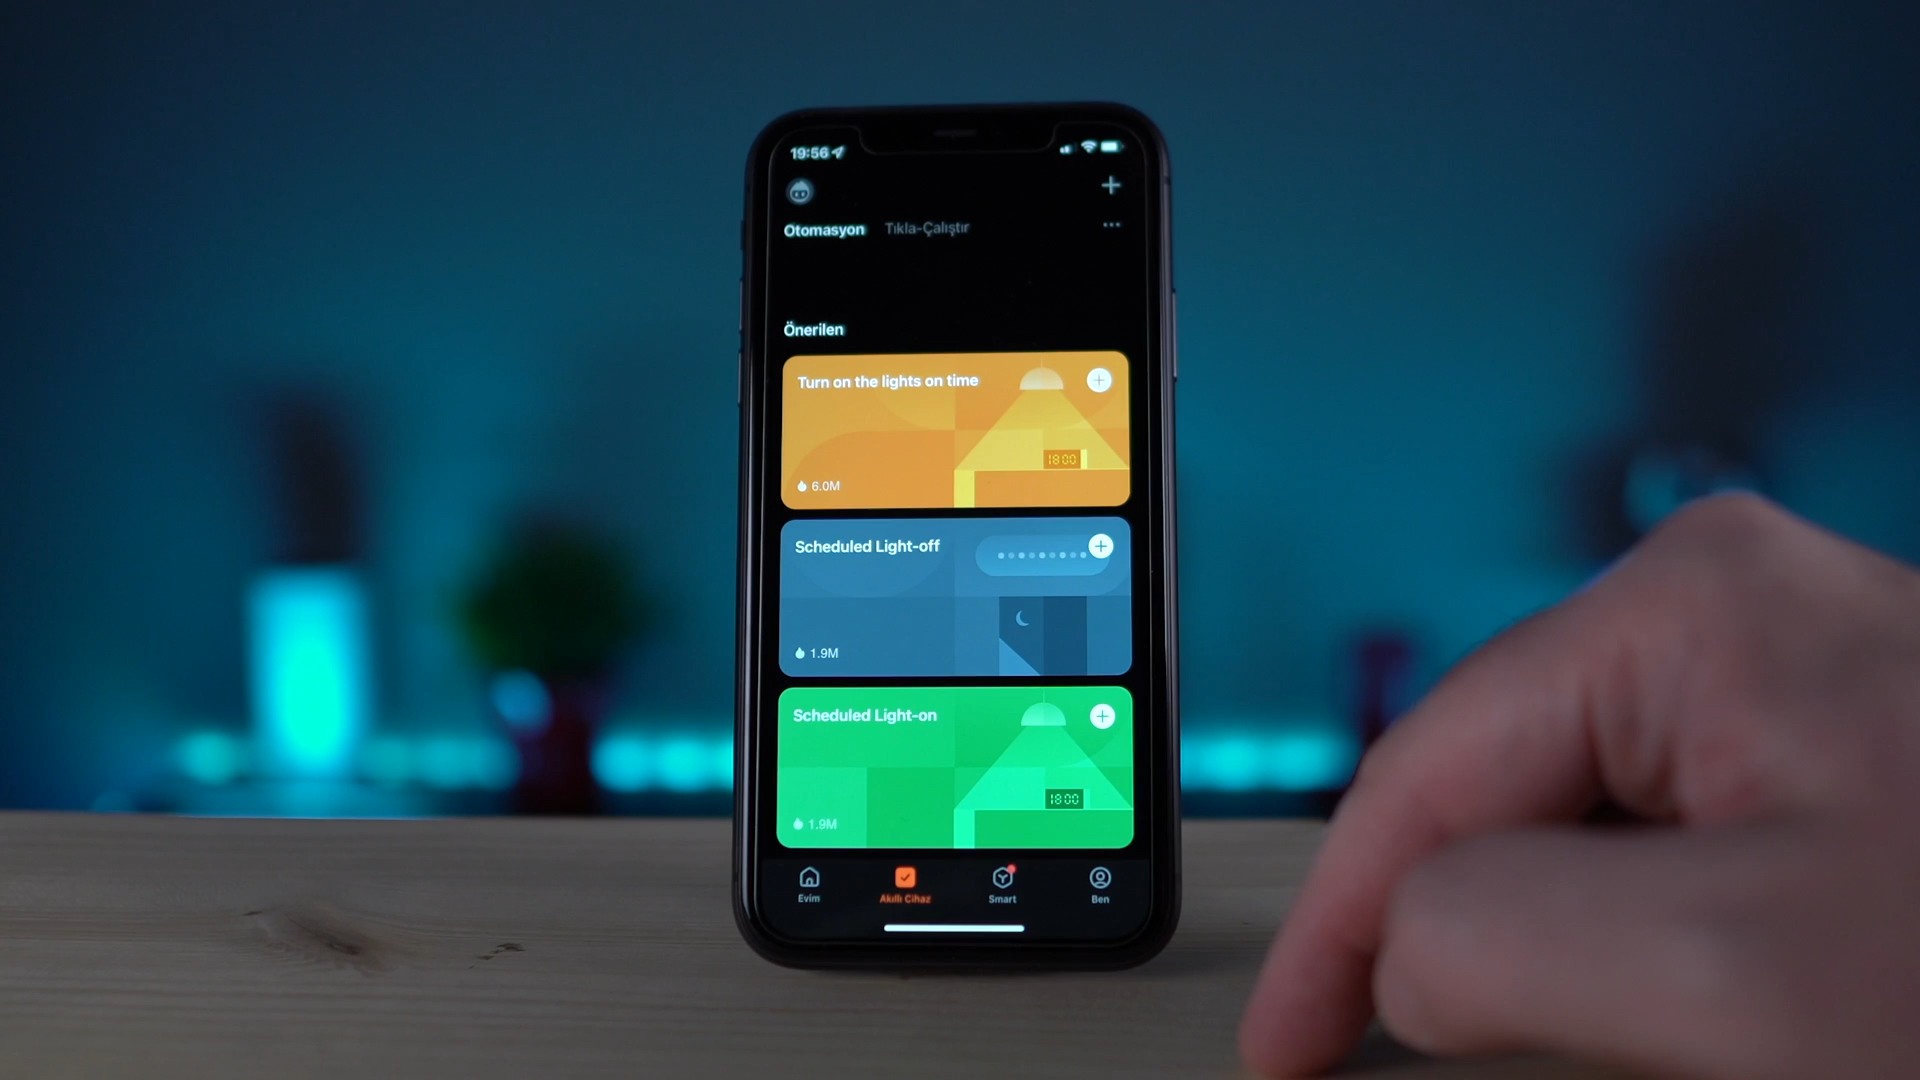 19:56
Otomasyon Tıkla-Çalıştır
Önerilen
Turn on the lights on time
18:00
6.0M
Scheduled Light-off
1.9M
Scheduled Light-on
18:00
1.9M
Evim Akıllı Cihaz Smart Ben